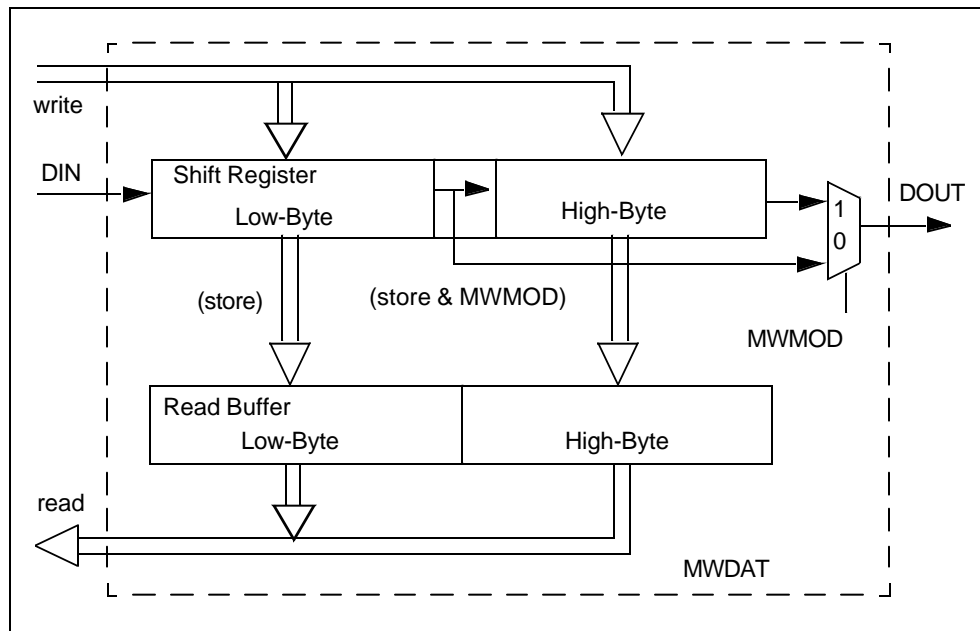 write
DIN
Shift Register
Low-Byte
High-Byte
1
0
DOUT
(store)
(store & MWMOD)
MWMOD
Read Buffer
Low-Byte
High-Byte
read
MWDAT